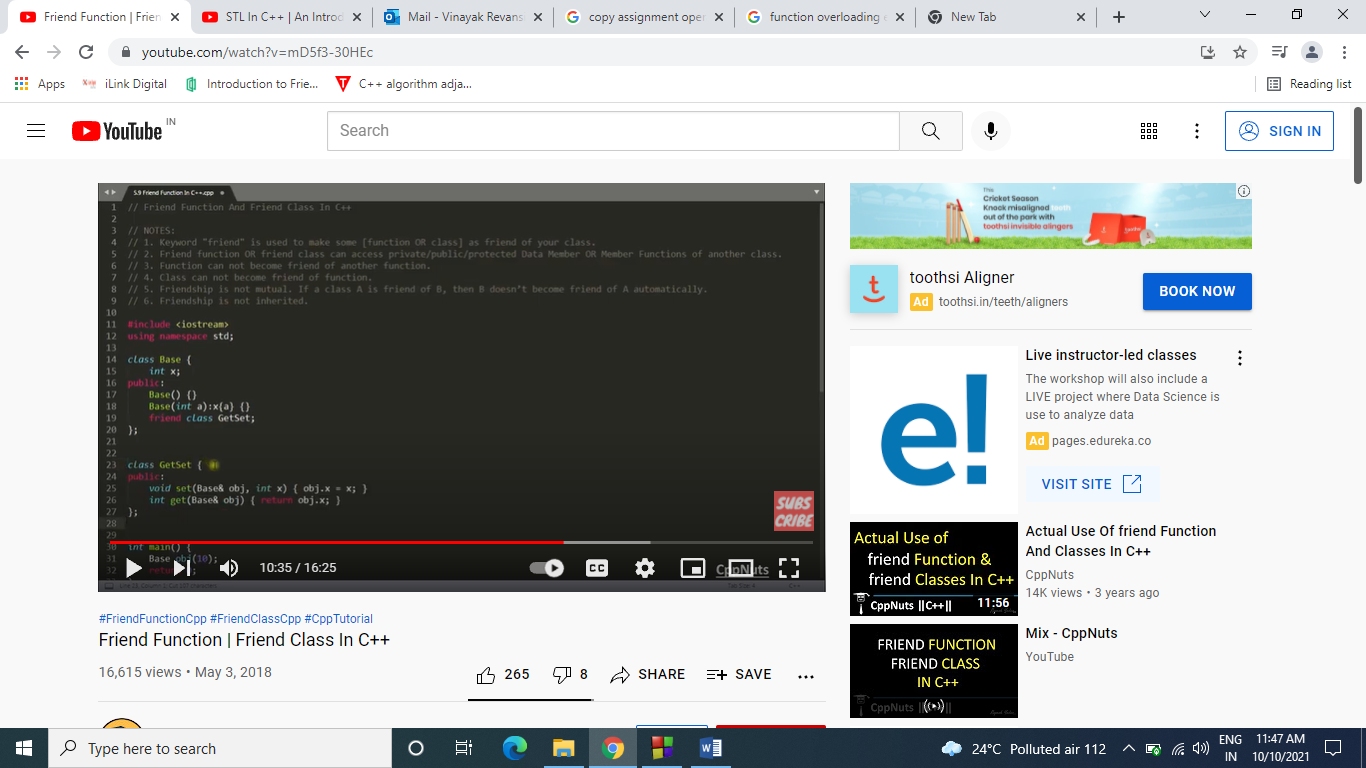 Friend Function | Frien
STL In C++ | An Introd
Mail - Vinayak Revans
copy assignment oper
function overloading e
New Tab
youtube.com/watch?v=mD5f3-30HEc
Apps
iLink Digital
Introduction to Frie...
C++ algorithm adja...
Reading list
YouTube IN
Search
SIGN IN
5.9 Friend Function In C++.cpp
1 // Friend Function And Friend Class In C++
2
3 // NOTES:
4 // 1. Keyword "friend" is used to make some [function OR class] as friend of your class.
5 // 2. Friend function OR friend class can access private/public/protected Data Member OR Member Functions of another class.
6 // 3. Function can not become friend of another function.
7 // 4. Class can not become friend of function.
8 // 5. Friendship is not mutual. If a class A is friend of B, then B doesn't become friend of A automatically.
9 // 6. Friendship is not inherited.
10
11 #include <iostream>
12 using namespace std;
13
14 class Base {
15 int x;
16 public:
17 Base() {}
18 Base(int a):x{a} {}
19 friend class GetSet;
20 };
21
22
23 class GetSet {
24 public:
25 void set(Base& obj, int x) { obj.x = x; }
26 int get(Base& obj) { return obj.x; }
27 };
28
29
30 int main() {
31 Base obj(10);
32
SUBS
CRIBE
10:35 / 16:25
CC
CppNuts
#FriendFunctionCpp #FriendClassCpp #CppTutorial
Friend Function | Friend Class In C++
16,615 views • May 3, 2018
265
8
SHARE
SAVE
This
Cricket Season
Knock misaligned teeth
out of the park with
toothsi invisible alingers
t
toothsi Aligner
Ad toothsi.in/teeth/aligners
BOOK NOW
e!
Live instructor-led classes
The workshop will also include a
LIVE project where Data Science is
use to analyze data
Ad pages.edureka.co
VISIT SITE
Actual Use of
friend Function &
friend Classes In C++
CppNuts ||C++||
11:56
Actual Use Of friend Function
And Classes In C++
CppNuts
14K views • 3 years ago
FRIEND FUNCTION
FRIEND CLASS
IN C++
CppNuts
Mix - CppNuts
YouTube
Type here to search
24°C Polluted air 112
ENG
IN
11:47 AM
10/10/2021